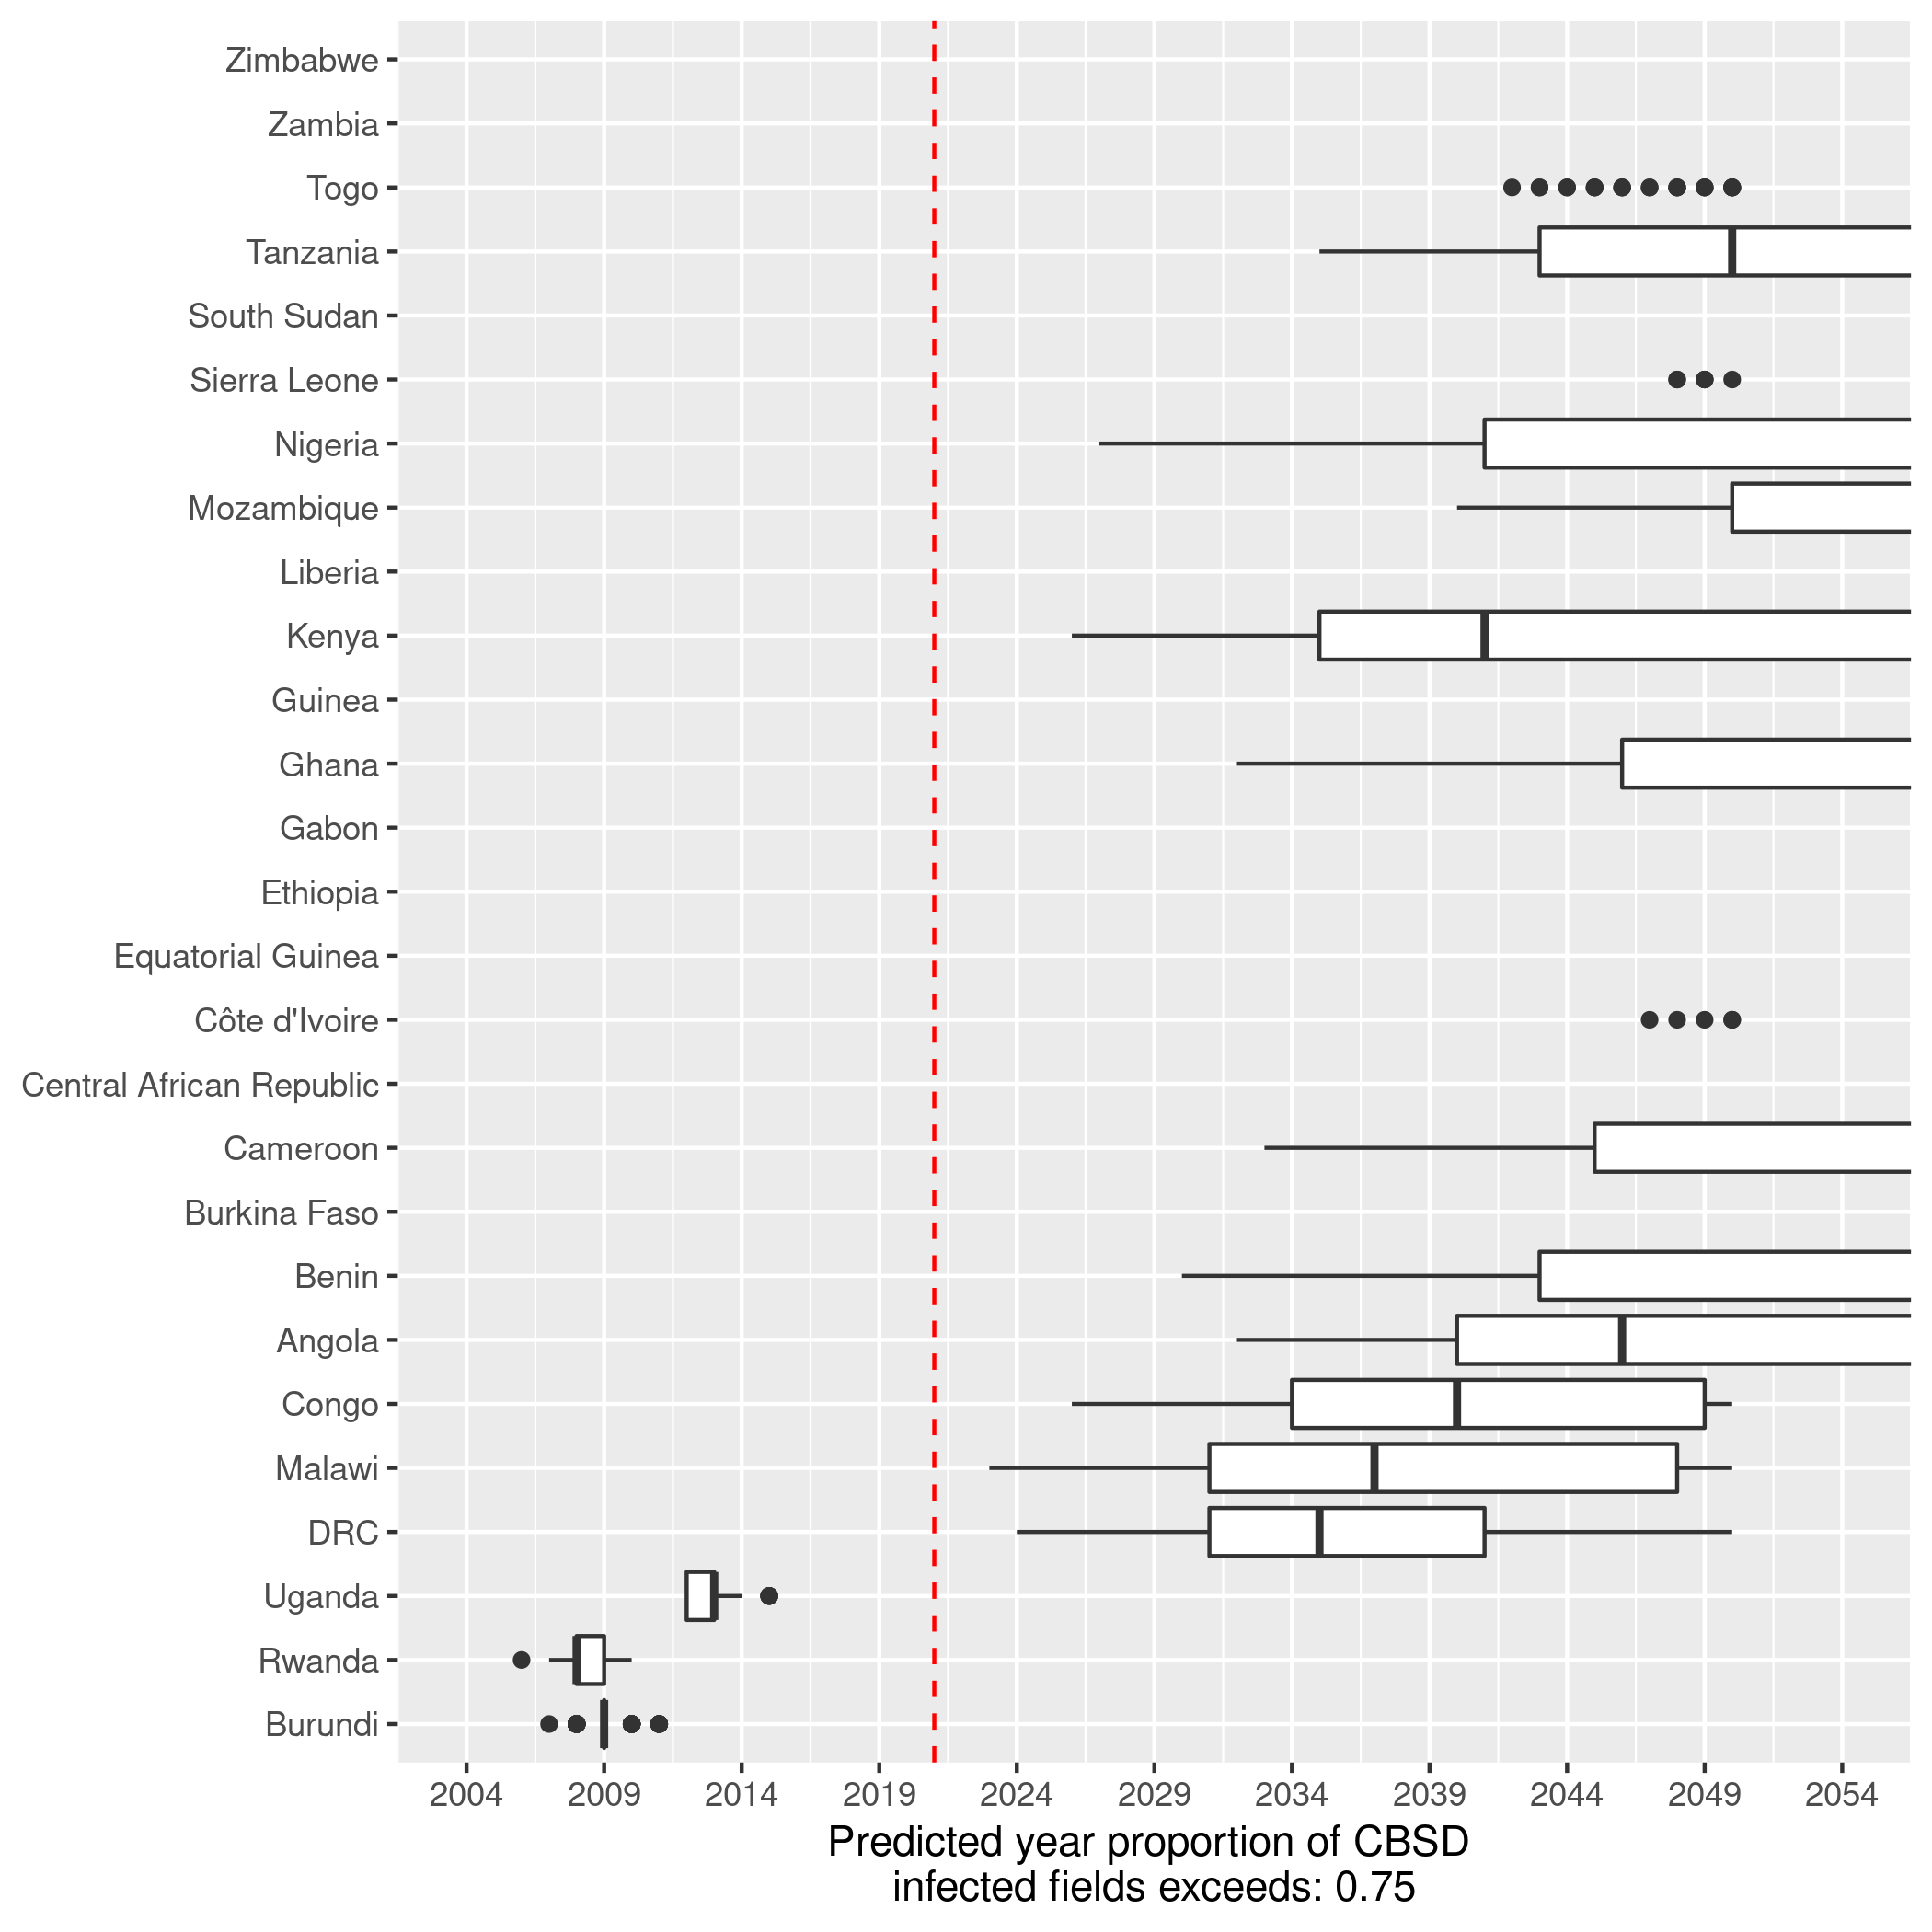 Zimbabwe
Zambia
Togo
Tanzania
South Sudan
Sierra Leone
Nigeria
Mozambique
Liberia
Kenya
Guinea
Ghana
Gabon
Ethiopia
Equatorial Guinea
Côte d'Ivoire
Central African Republic
Cameroon
Burkina Faso
Benin
Angola
Congo
Malawi
DRC
Uganda
Rwanda
Burundi
2004 2009 2014 2019 2024 2029 2034 2039 2044 2049 2054
Predicted year proportion of CBSD
infected fields exceeds: 0.75